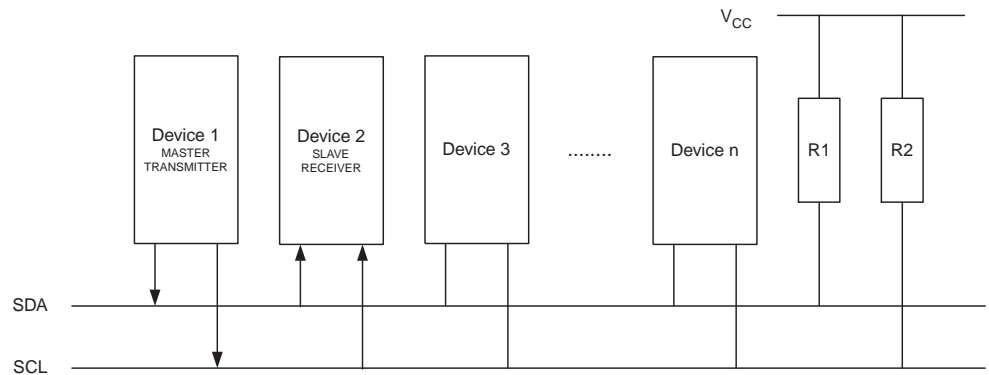 V_CC
Device 1
MASTER
TRANSMITTER
Device 2
SLAVE
RECEIVER
Device 3
........
Device n
R1
R2
SDA
SCL